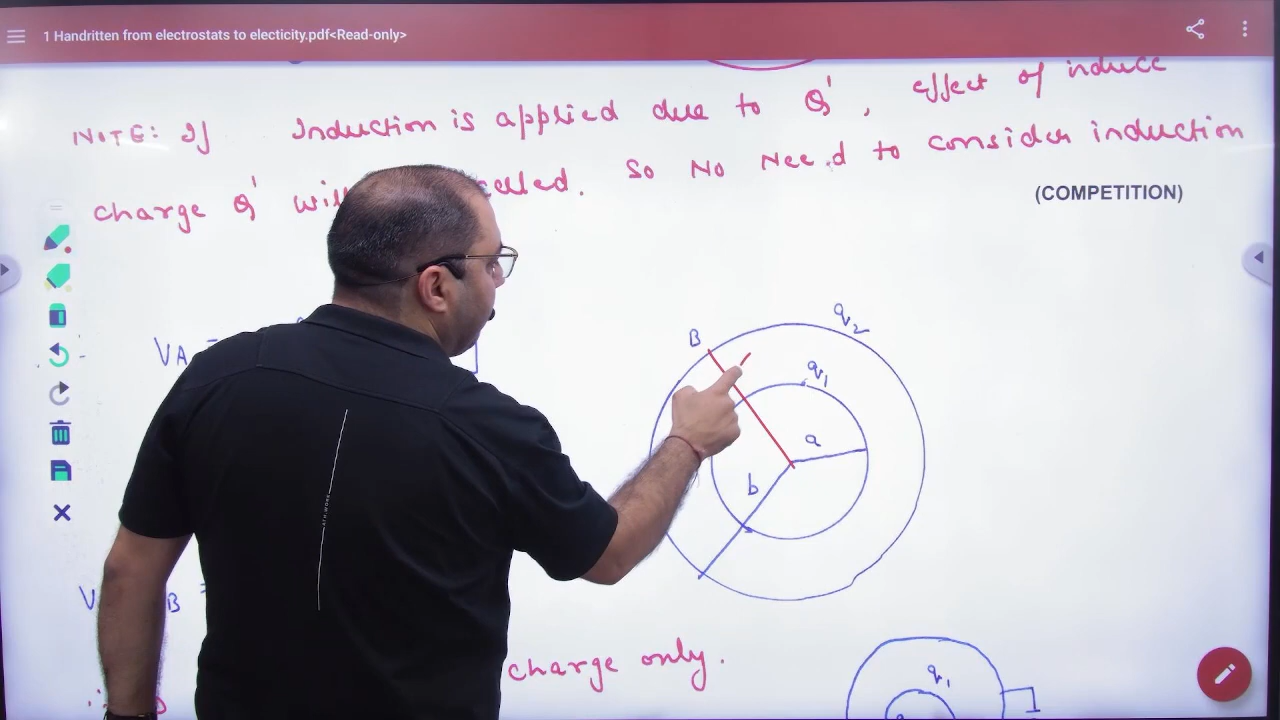 1 Handritten from electrostats to electicity.pdf<Read-only>
NOTE: If Induction is applied due to Q', effect of induce
charge Q' will celled. So No Need to consider induction
(COMPETITION)
q2
B
VA =
q1
a
b
V B =
charge only.
q1
∴